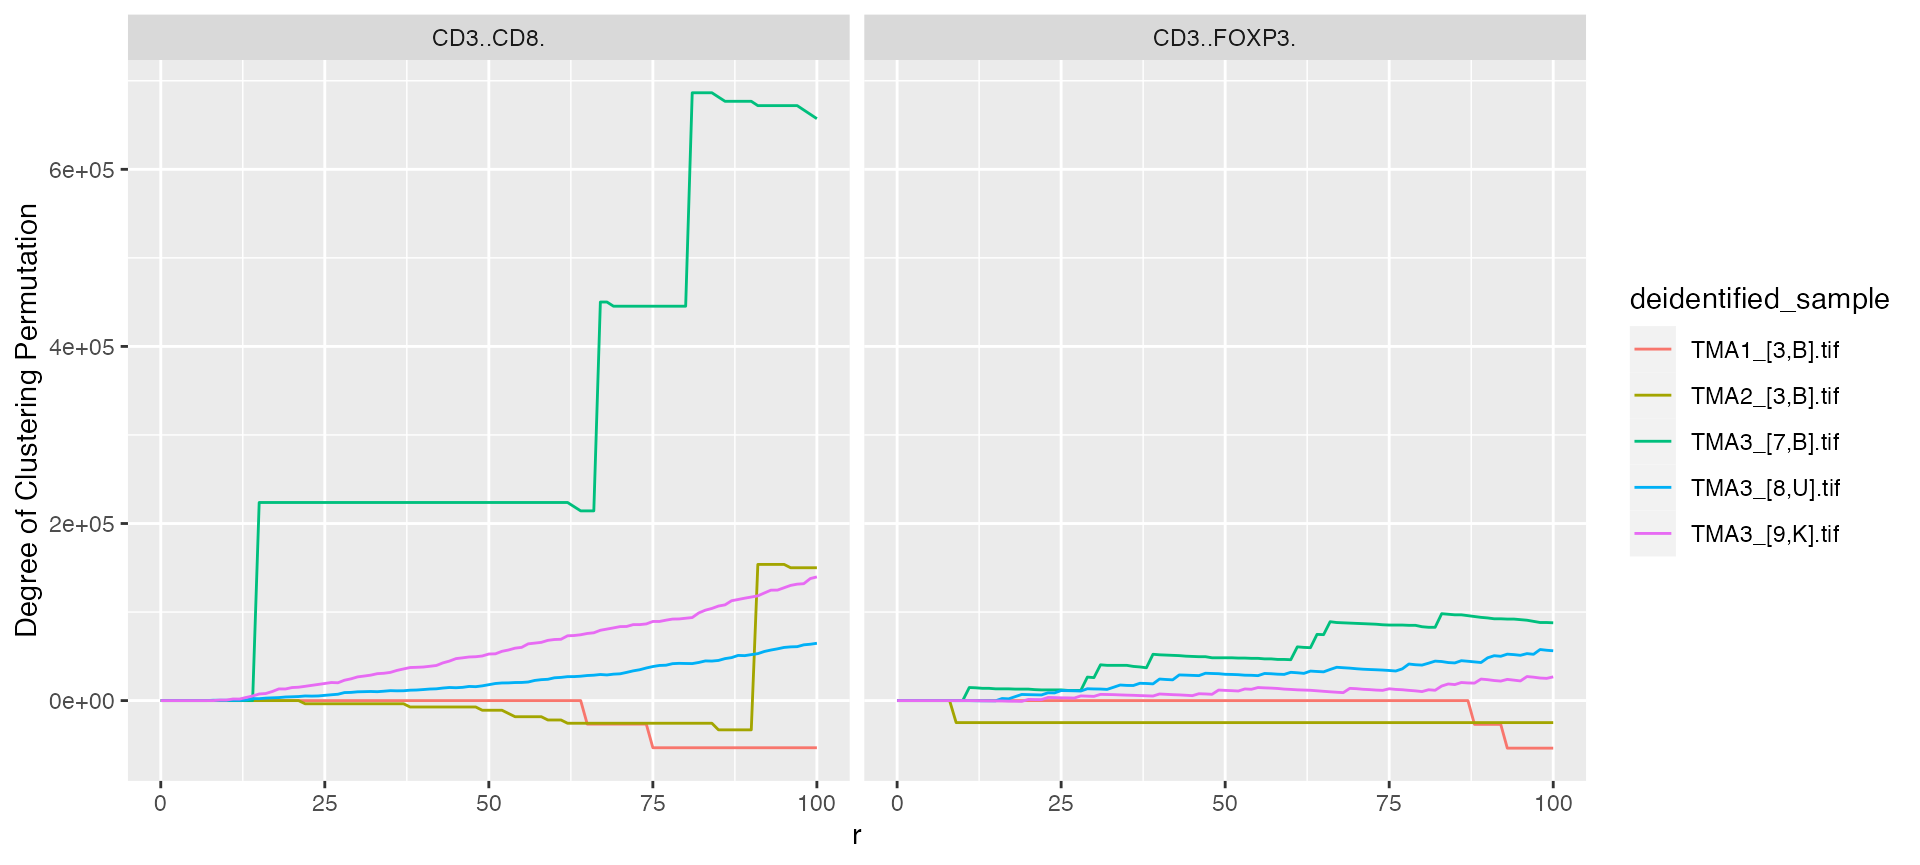 CD3..CD8.
CD3..FOXP3.
Degree of Clustering Permutation
6e+05
4e+05
2e+05
0e+00
0 25 50 75 100
0 25 50 75 100
r
deidentified_sample
TMA1_[3,B].tif
TMA2_[3,B].tif
TMA3_[7,B].tif
TMA3_[8,U].tif
TMA3_[9,K].tif